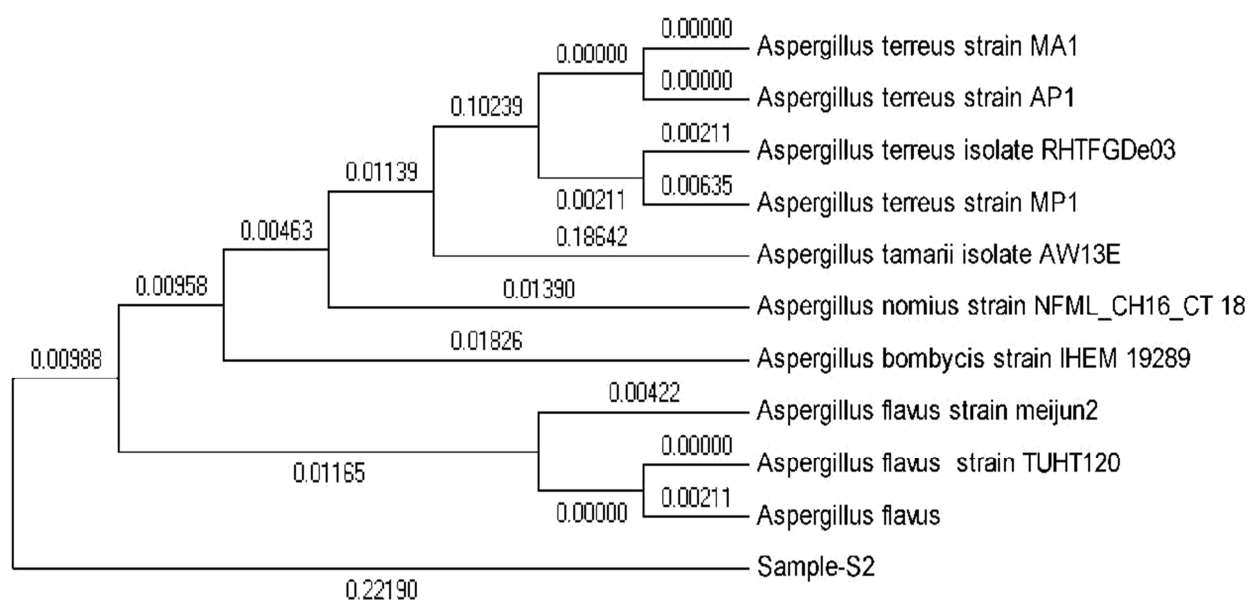 0.00000
Aspergillus terreus strain MA1
0.00000
0.00000
Aspergillus terreus strain AP1
0.10239
0.00211
Aspergillus terreus isolate RHTFGDe03
0.01139
0.00211
0.00635
Aspergillus terreus strain MP1
0.00463
0.18642
Aspergillus tamarii isolate AW13E
0.00958
0.01390
Aspergillus nomius strain NFML_CH16_CT 18
0.00988
0.01826
Aspergillus bombycis strain IHEM 19289
0.00422
Aspergillus flavus strain meijun2
0.01165
0.00000
Aspergillus flavus strain TUHT120
0.00000
0.00211
Aspergillus flavus
Sample-S2
0.22190